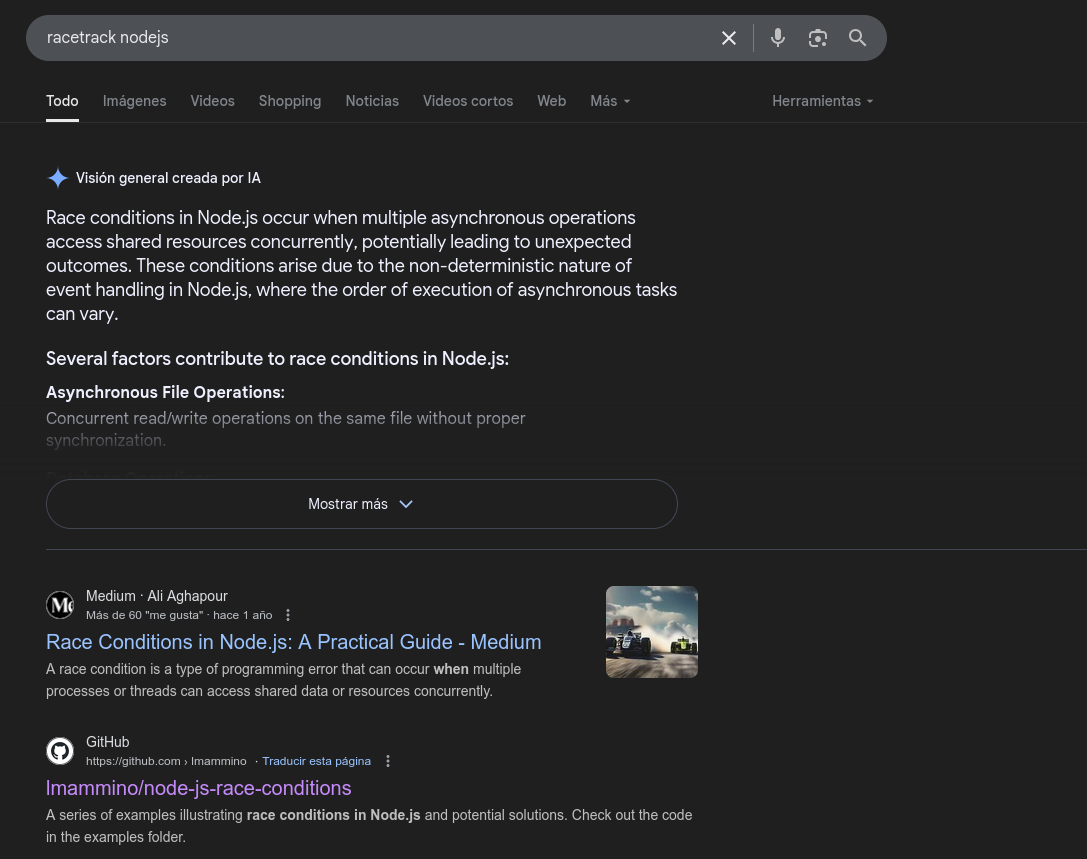 racetrack nodejs
Todo Imágenes Videos Shopping Noticias Videos cortos Web Más Herramientas
Visión general creada por IA
Race conditions in Node.js occur when multiple asynchronous operations
access shared resources concurrently, potentially leading to unexpected
outcomes. These conditions arise due to the non-deterministic nature of
event handling in Node.js, where the order of execution of asynchronous tasks
can vary.
Several factors contribute to race conditions in Node.js:
Asynchronous File Operations:
Concurrent read/write operations on the same file without proper
synchronization.
Mostrar más
Medium · Ali Aghapour
Más de 60 "me gusta" · hace 1 año
Race Conditions in Node.js: A Practical Guide - Medium
A race condition is a type of programming error that can occur when multiple
processes or threads can access shared data or resources concurrently.
GitHub
https://github.com › lmammino · Traducir esta página
lmammino/node-js-race-conditions
A series of examples illustrating race conditions in Node.js and potential solutions. Check out the code
in the examples folder.